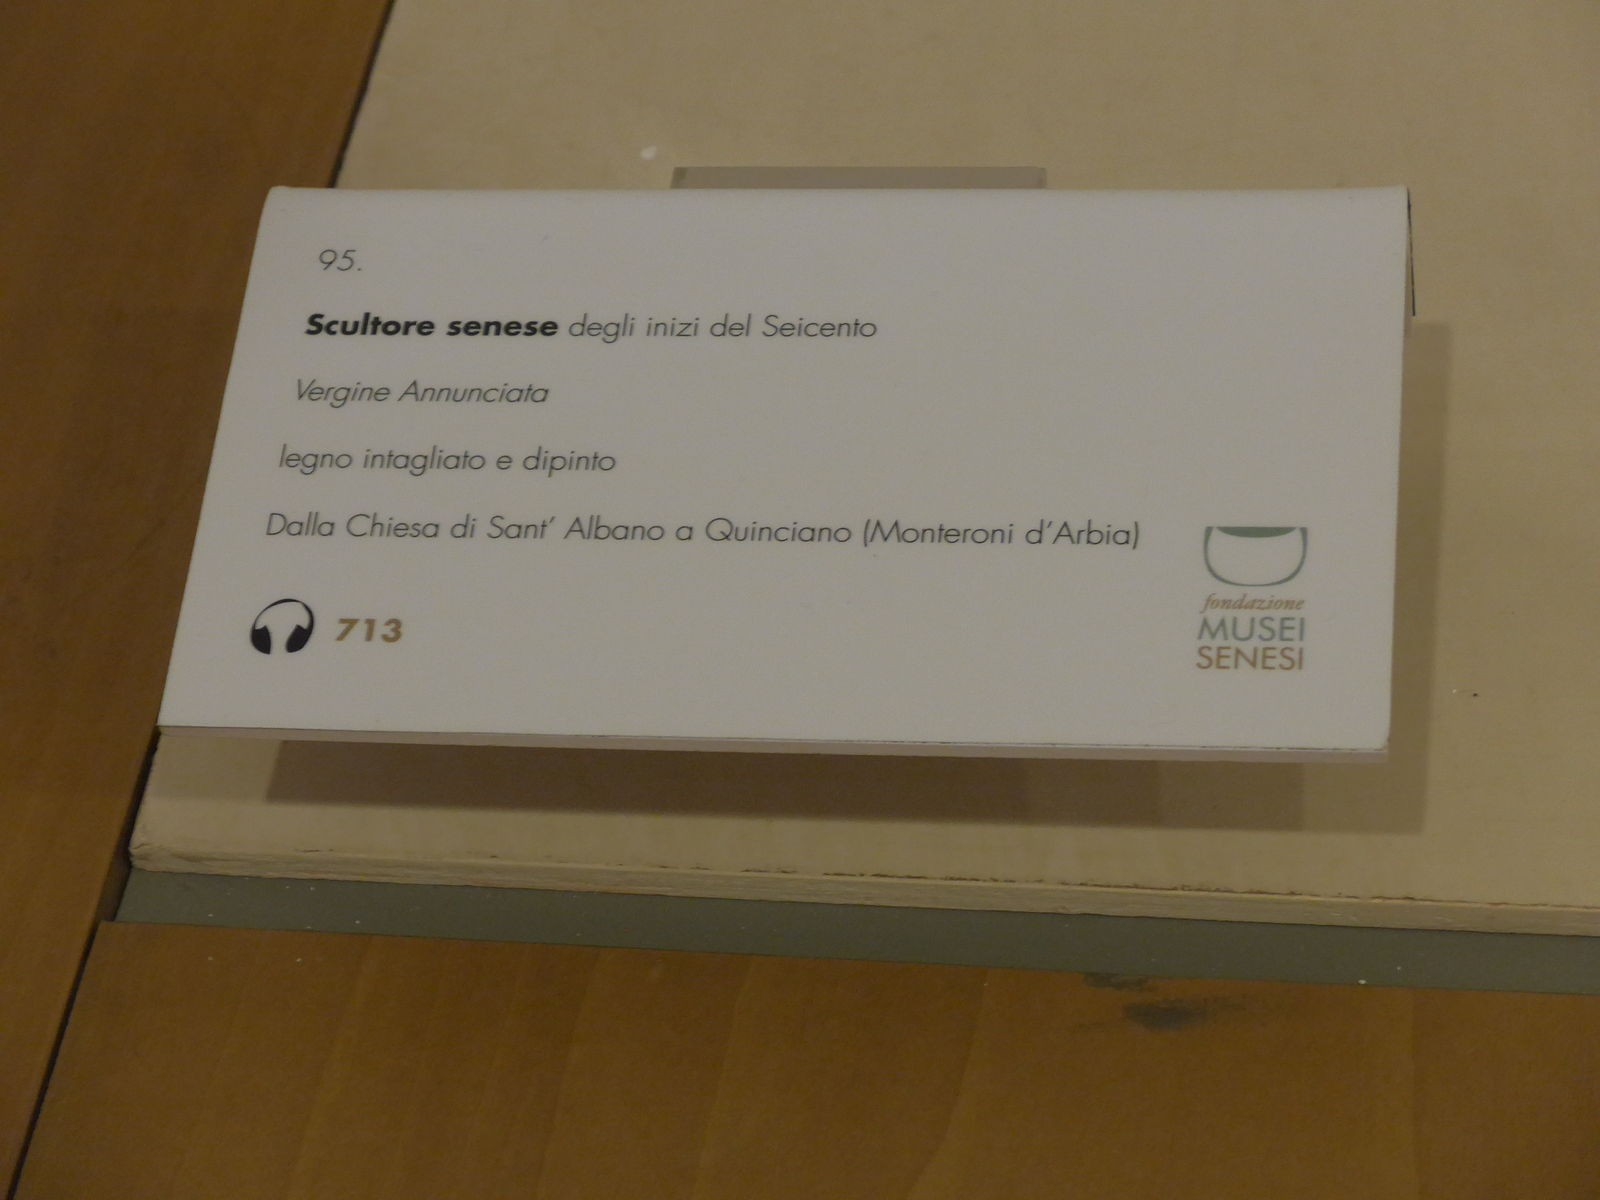 95.
Scultore senese degli inizi del Seicento
Vergine Annunciata
legno intagliato e dipinto
Dalla Chiesa di Sant' Albano a Quinciano (Monteroni d'Arbia)
713
fondazione
MUSEI
SENESI